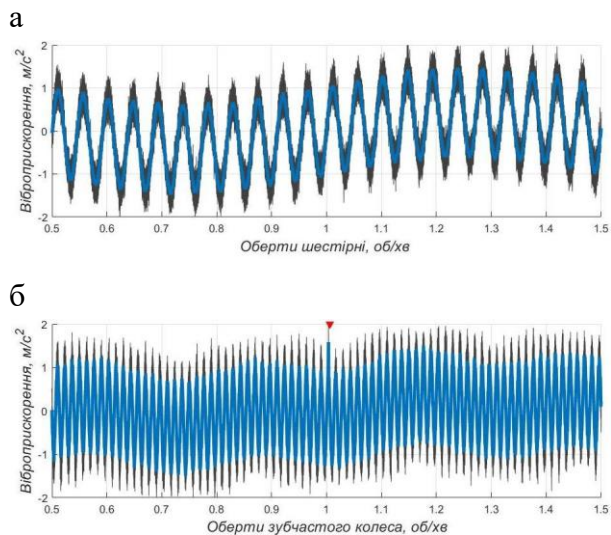 а
Віброприскорення, м/с²
2
1
0
-1
-2
0.5 0.6 0.7 0.8 0.9 1 1.1 1.2 1.3 1.4 1.5
Оберти шестірні, об/хв
б
Віброприскорення, м/с²
2
1
0
-1
-2
0.5 0.6 0.7 0.8 0.9 1 1.1 1.2 1.3 1.4 1.5
Оберти зубчастого колеса, об/хв